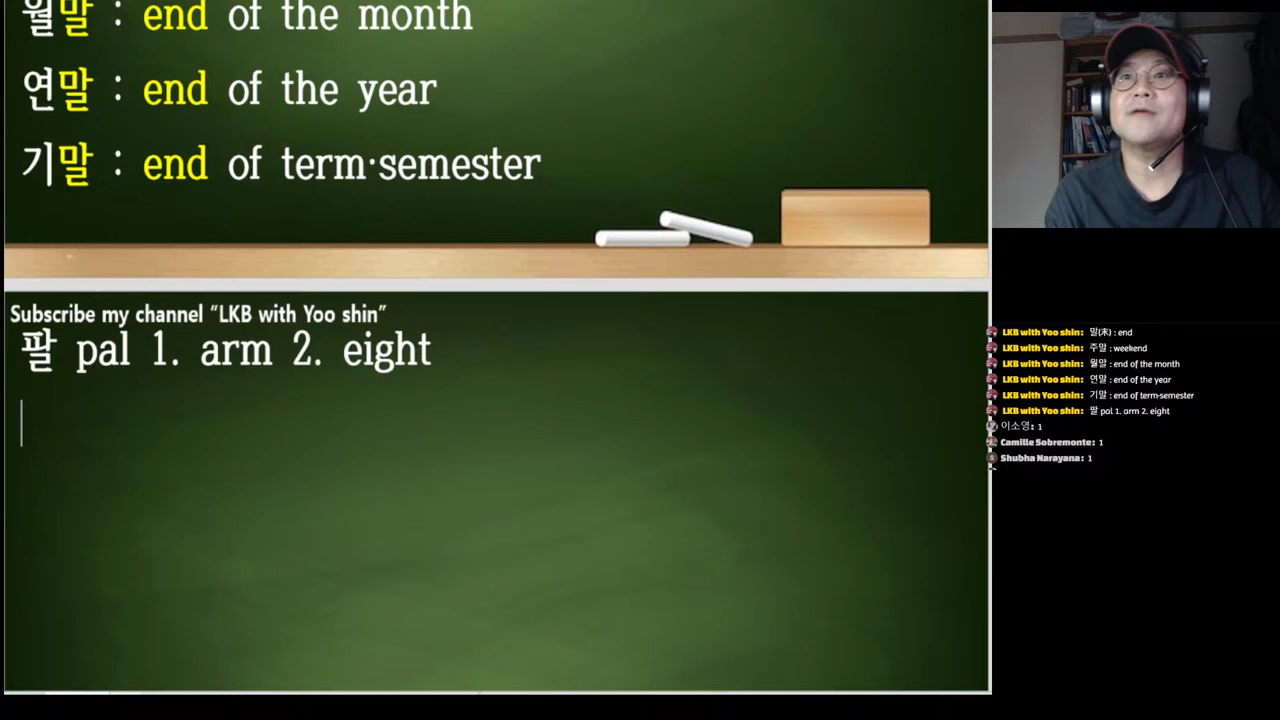 월말 : end of the month
연말 : end of the year
기말 : end of term·semester
Subscribe my channel "LKB with Yoo shin"
팔 pal 1. arm 2. eight
LKB with Yoo shin: 말(末) : end
LKB with Yoo shin: 주말 : weekend
LKB with Yoo shin: 월말 : end of the month
LKB with Yoo shin: 연말 : end of the year
LKB with Yoo shin: 기말 : end of term·semester
LKB with Yoo shin: 팔 pal 1. arm 2. eight
이소영: 1
Camille Sobremonte: 1
Shubha Narayana: 1